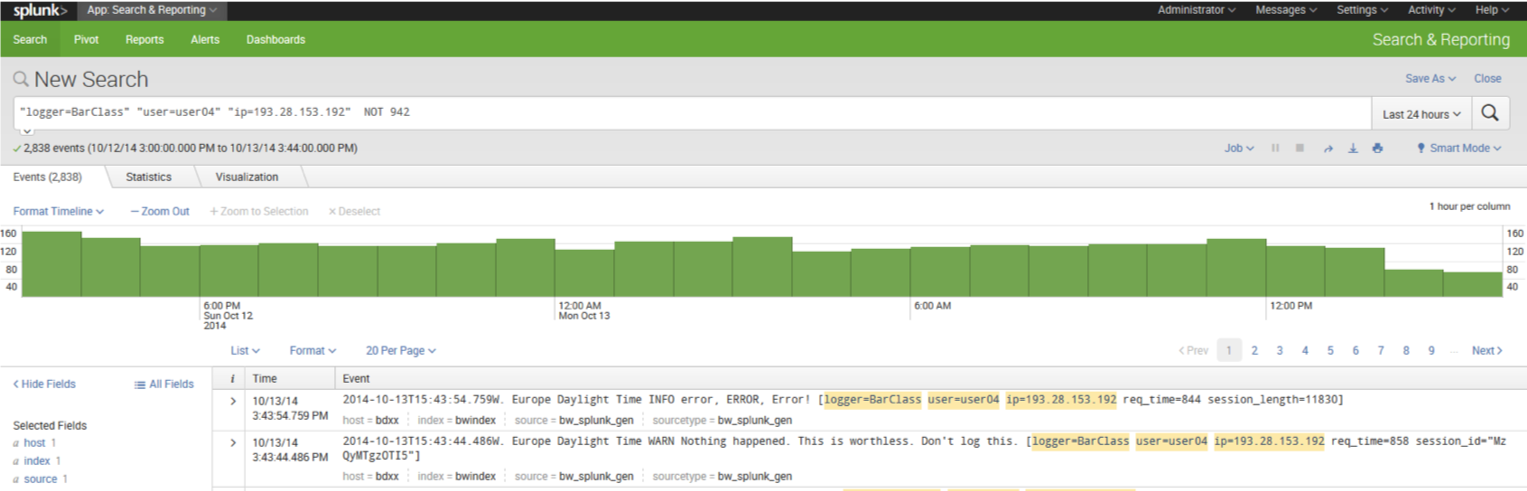 splunk> App: Search & Reporting Administrator Messages Settings Activity Help
Search Pivot Reports Alerts Dashboards Search & Reporting
New Search Save As Close
"logger=BarClass" "user=user04" "ip=193.28.153.192" NOT 942 Last 24 hours
2,838 events (10/12/14 3:00:00.000 PM to 10/13/14 3:44:00.000 PM) Job Smart Mode
Events (2,838) Statistics Visualization
Format Timeline – Zoom Out + Zoom to Selection × Deselect 1 hour per column
160 160
120 120
80 80
40 40
6:00 PM 12:00 AM 6:00 AM 12:00 PM
Sun Oct 12 Mon Oct 13
2014
List Format 20 Per Page < Prev 1 2 3 4 5 6 7 8 9 ... Next >
< Hide Fields All Fields i Time Event
10/13/14 2014-10-13T15:43:54.759W. Europe Daylight Time INFO error, ERROR, Error! [logger=BarClass user=user04 ip=193.28.153.192 req_time=844 session_length=11830]
3:43:54.759 PM host = bdxx index = bwindex source = bw_splunk_gen sourcetype = bw_splunk_gen
Selected Fields
a host 1
a index 1
a source 1
10/13/14 2014-10-13T15:43:44.486W. Europe Daylight Time WARN Nothing happened. This is worthless. Don't log this. [logger=BarClass user=user04 ip=193.28.153.192 req_time=858 session_id="Mz
3:43:44.486 PM QyMTgzOTI5"]
host = bdxx index = bwindex source = bw_splunk_gen sourcetype = bw_splunk_gen